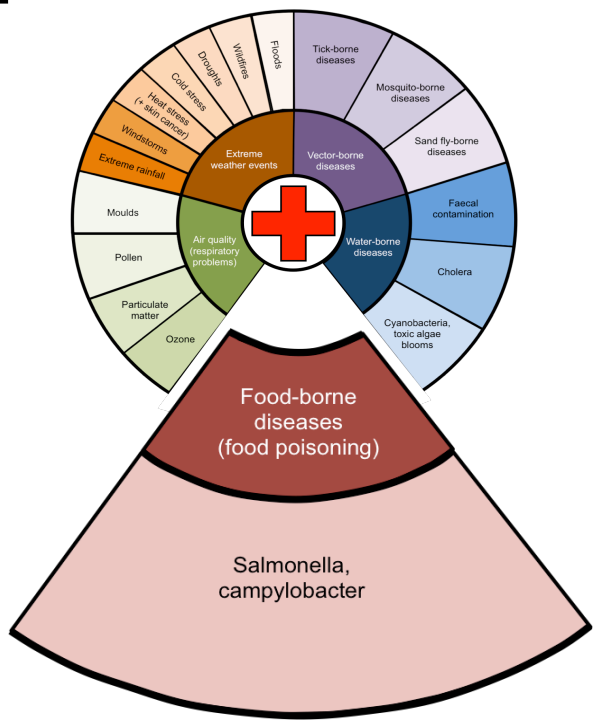 Floods
Wildfires
Droughts
Cold stress
Heat stress
(+ skin cancer)
Windstorms
Extreme rainfall
Tick-borne
diseases
Mosquito-borne
diseases
Sand fly-borne
diseases
Extreme
weather events
Vector-borne
diseases
Moulds
Pollen
Particulate
matter
Ozone
Air quality
(respiratory
problems)
Water-borne
diseases
Faecal
contamination
Cholera
Cyanobacteria,
toxic algae
blooms
Food-borne
diseases
(food poisoning)
Salmonella,
campylobacter